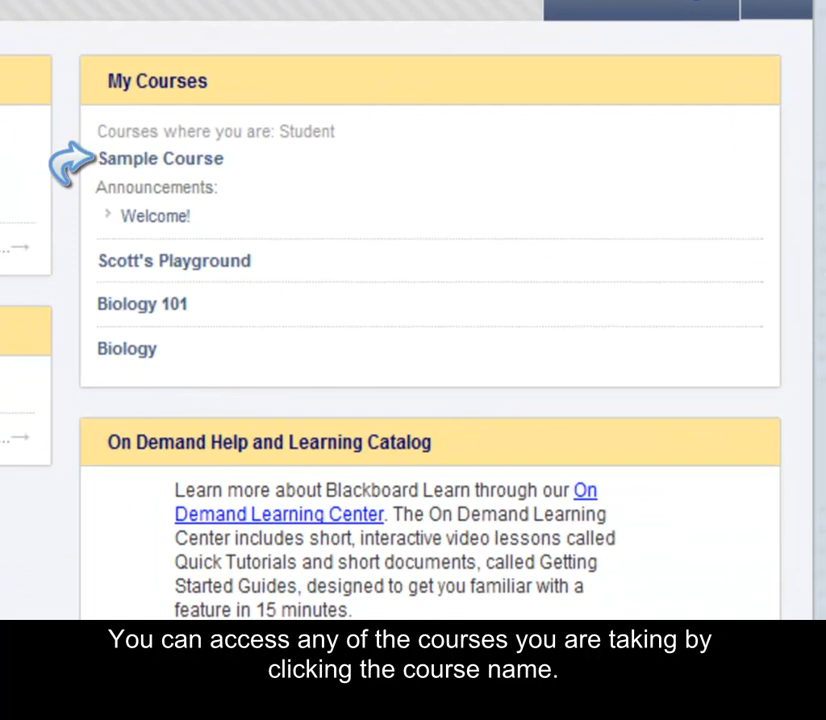 My Courses
Courses where you are: Student
Sample Course
Announcements:
Welcome!
Scott's Playground
Biology 101
Biology
On Demand Help and Learning Catalog
Learn more about Blackboard Learn through our On
Demand Learning Center. The On Demand Learning
Center includes short, interactive video lessons called
Quick Tutorials and short documents, called Getting
Started Guides, designed to get you familiar with a
feature in 15 minutes.
You can access any of the courses you are taking by
clicking the course name.